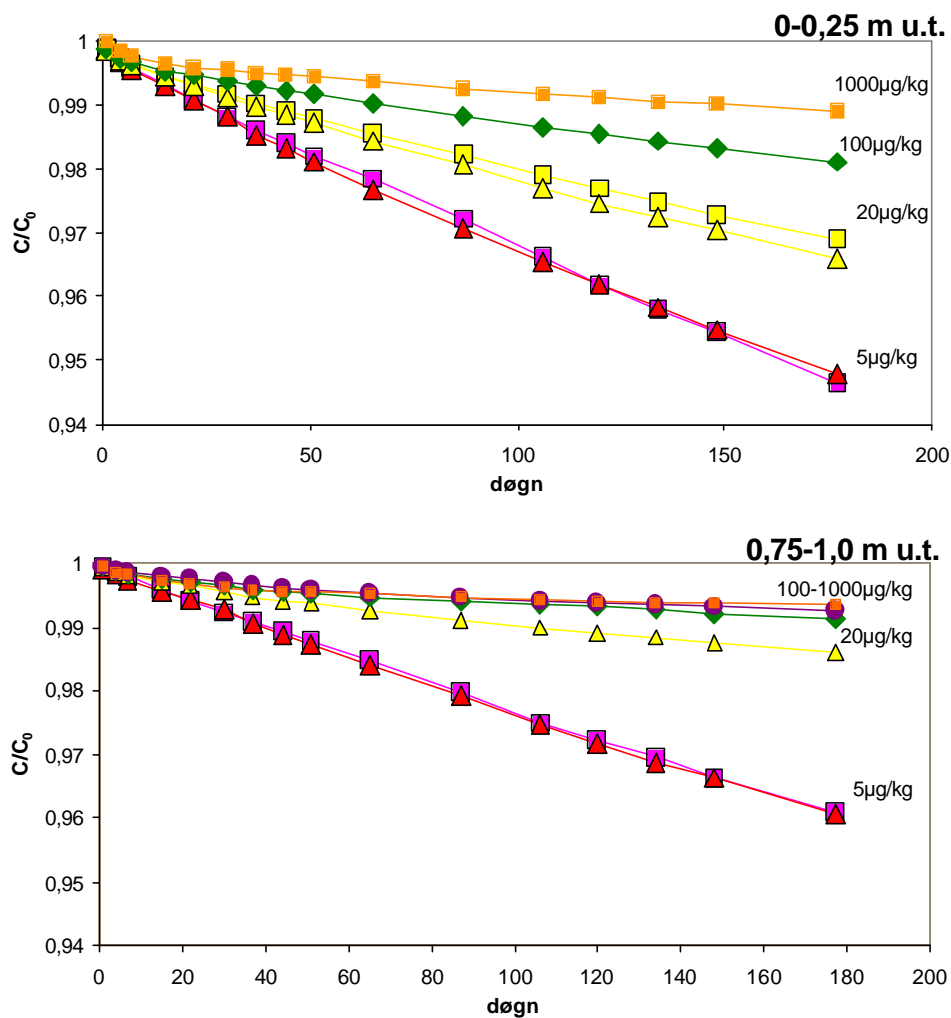 0-0,25 m u.t.
1
0,99
0,98
0,97
0,96
0,95
0,94
C/C₀
1000µg/kg
100µg/kg
20µg/kg
5µg/kg
0 50 100 150 200
døgn
0,75-1,0 m u.t.
1
0,99
0,98
0,97
0,96
0,95
0,94
C/C₀
100-1000µg/kg
20µg/kg
5µg/kg
0 20 40 60 80 100 120 140 160 180 200
døgn